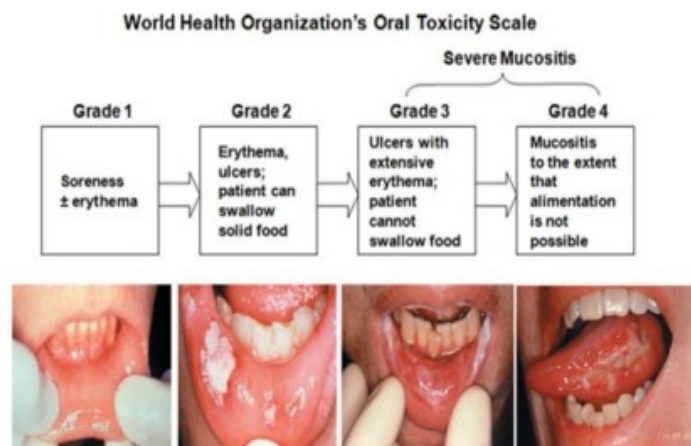 World Health Organization's Oral Toxicity Scale
Severe Mucositis
Grade 1
Grade 2
Grade 3
Grade 4
Soreness
± erythema
Erythema,
ulcers;
patient can
swallow
solid food
Ulcers with
extensive
erythema;
patient
cannot
swallow food
Mucositis
to the extent
that
alimentation
is not
possible